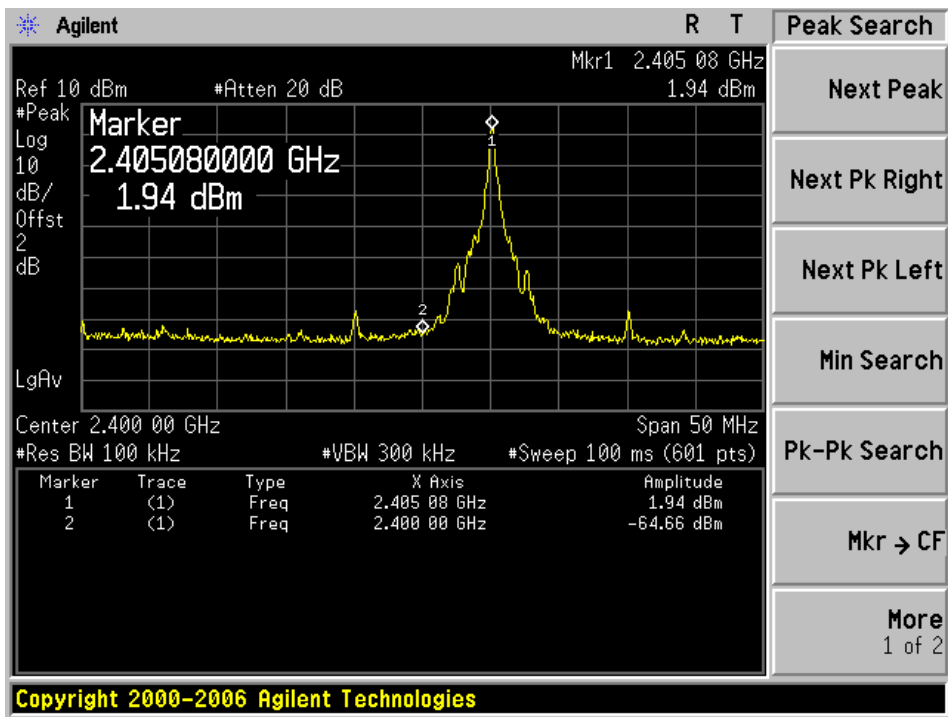 Agilent R T
Peak Search
Mkr1 2.405 08 GHz
Ref 10 dBm #Atten 20 dB 1.94 dBm
#Peak
Log
10
dB/
Offst
2
dB
LgAv
Marker
2.405080000 GHz
1.94 dBm
1
2
Center 2.400 00 GHz Span 50 MHz
#Res BW 100 kHz #VBW 300 kHz #Sweep 100 ms (601 pts)
Marker Trace Type X Axis Amplitude
1 (1) Freq 2.405 08 GHz 1.94 dBm
2 (1) Freq 2.400 00 GHz -64.66 dBm
Next Peak
Next Pk Right
Next Pk Left
Min Search
Pk-Pk Search
Mkr → CF
More
1 of 2
Copyright 2000-2006 Agilent Technologies